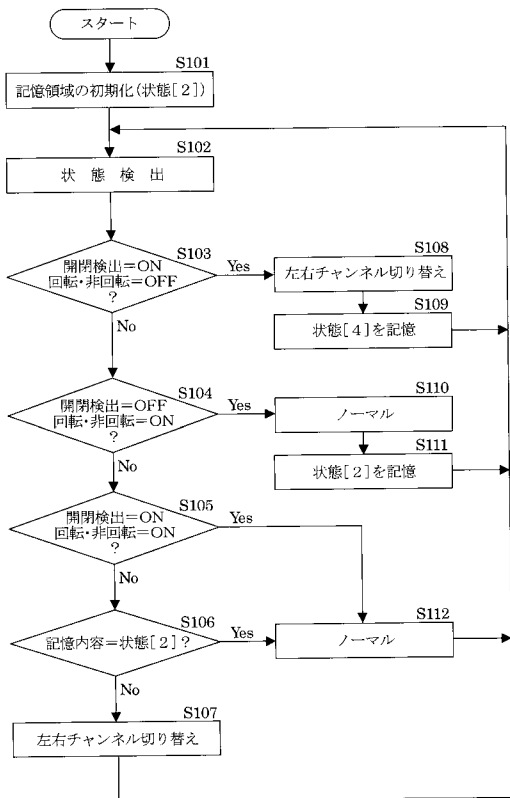 スタート
S101
記憶領域の初期化(状態[2])
S102
状態検出
S103
開閉検出=ON
回転・非回転=OFF
?
Yes
No
S108
左右チャンネル切り替え
S109
状態[4]を記憶
S104
開閉検出=OFF
回転・非回転=ON
?
Yes
No
S110
ノーマル
S111
状態[2]を記憶
S105
開閉検出=ON
回転・非回転=ON
?
Yes
No
S106
記憶内容=状態[2]?
Yes
No
S112
ノーマル
S107
左右チャンネル切り替え